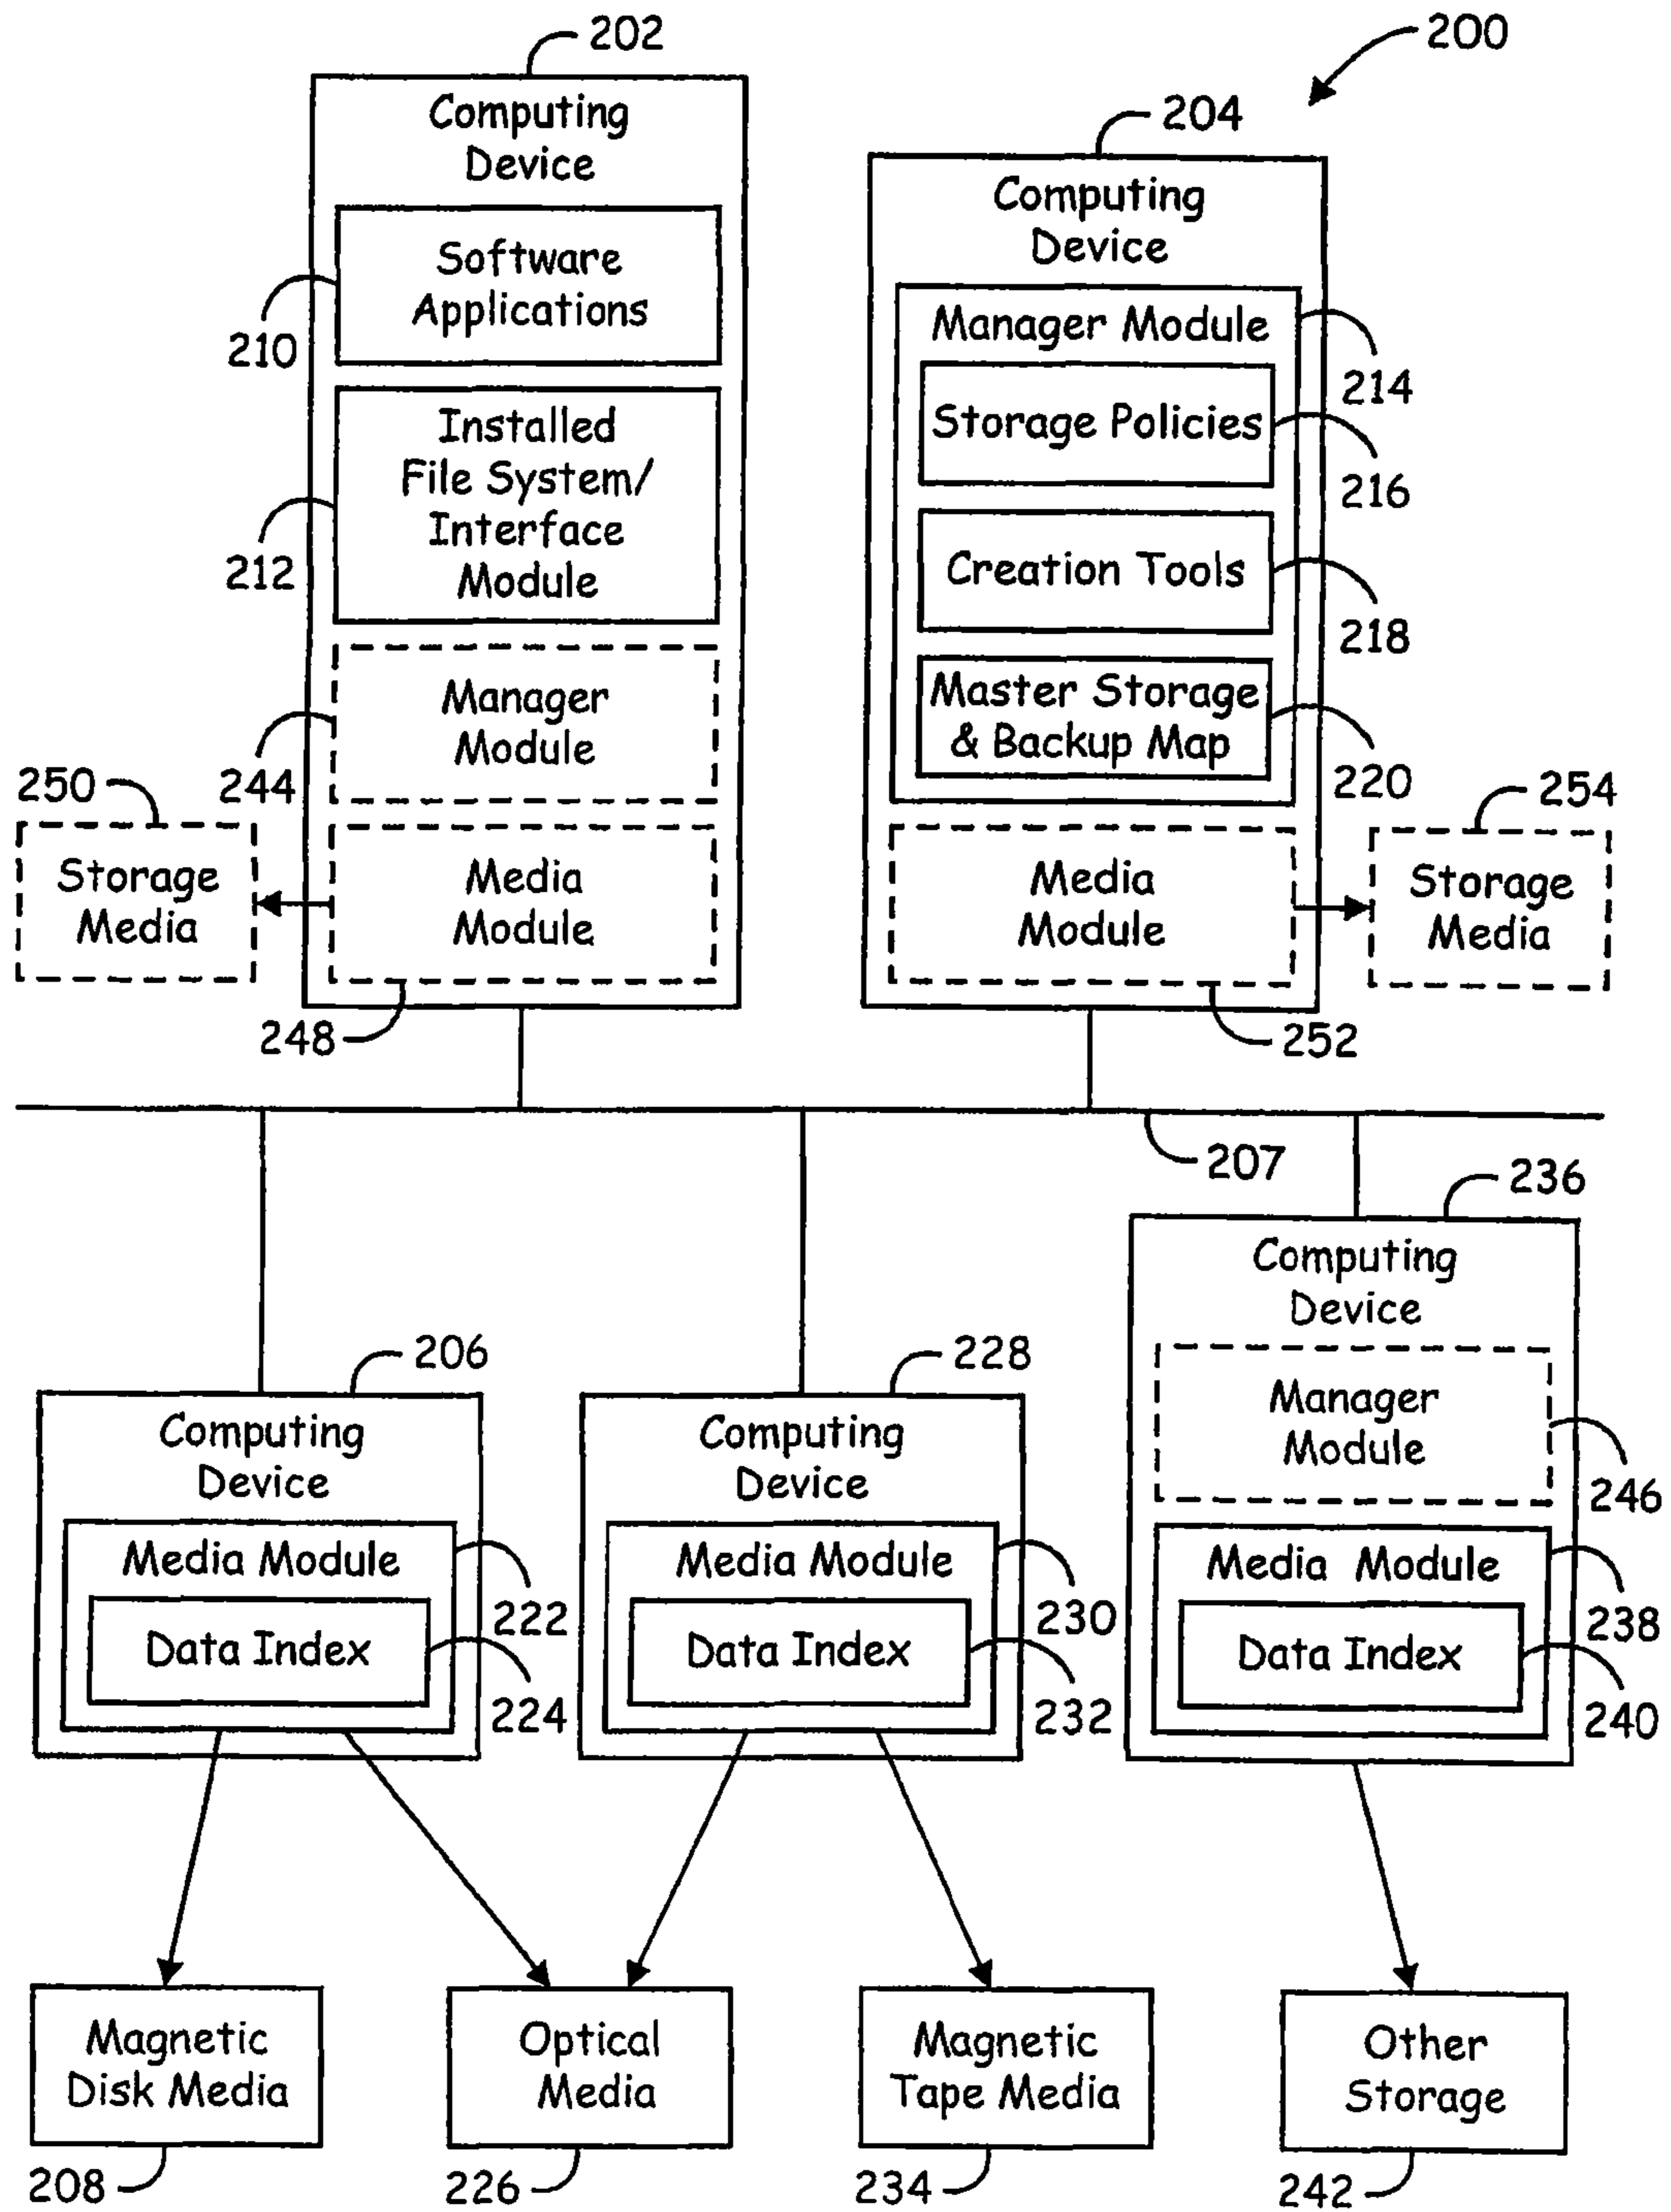 202
200
Computing
Device
204
Computing
Device
Software
Applications
210
Manager Module
214
Storage Policies
216
Installed
File System/
Interface
Module
212
Creation Tools
218
Manager
Module
244
Master Storage
& Backup Map
220
250
Storage
Media
Media
Module
248
Media
Module
252
254
Storage
Media
207
236
Computing
Device
Manager
Module
246
Media Module
238
Data Index
240
206
Computing
Device
Media Module
222
Data Index
224
228
Computing
Device
Media Module
230
Data Index
232
Magnetic
Disk Media
208
Optical
Media
226
Magnetic
Tape Media
234
Other
Storage
242